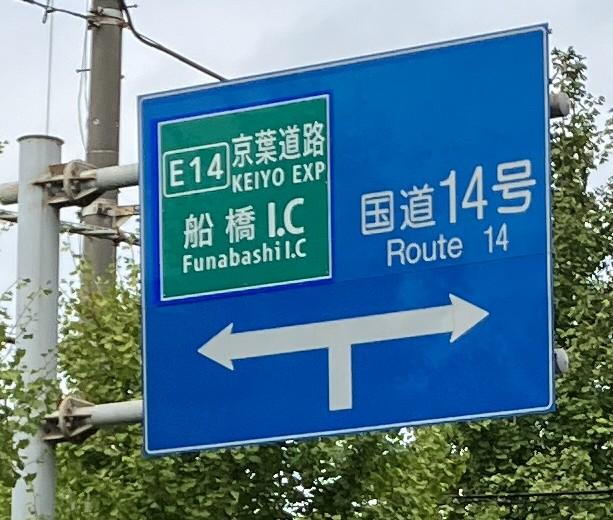 E14
京葉道路
KEIYO EXP
船橋 I.C
Funabashi I.C
国道14号
Route 14